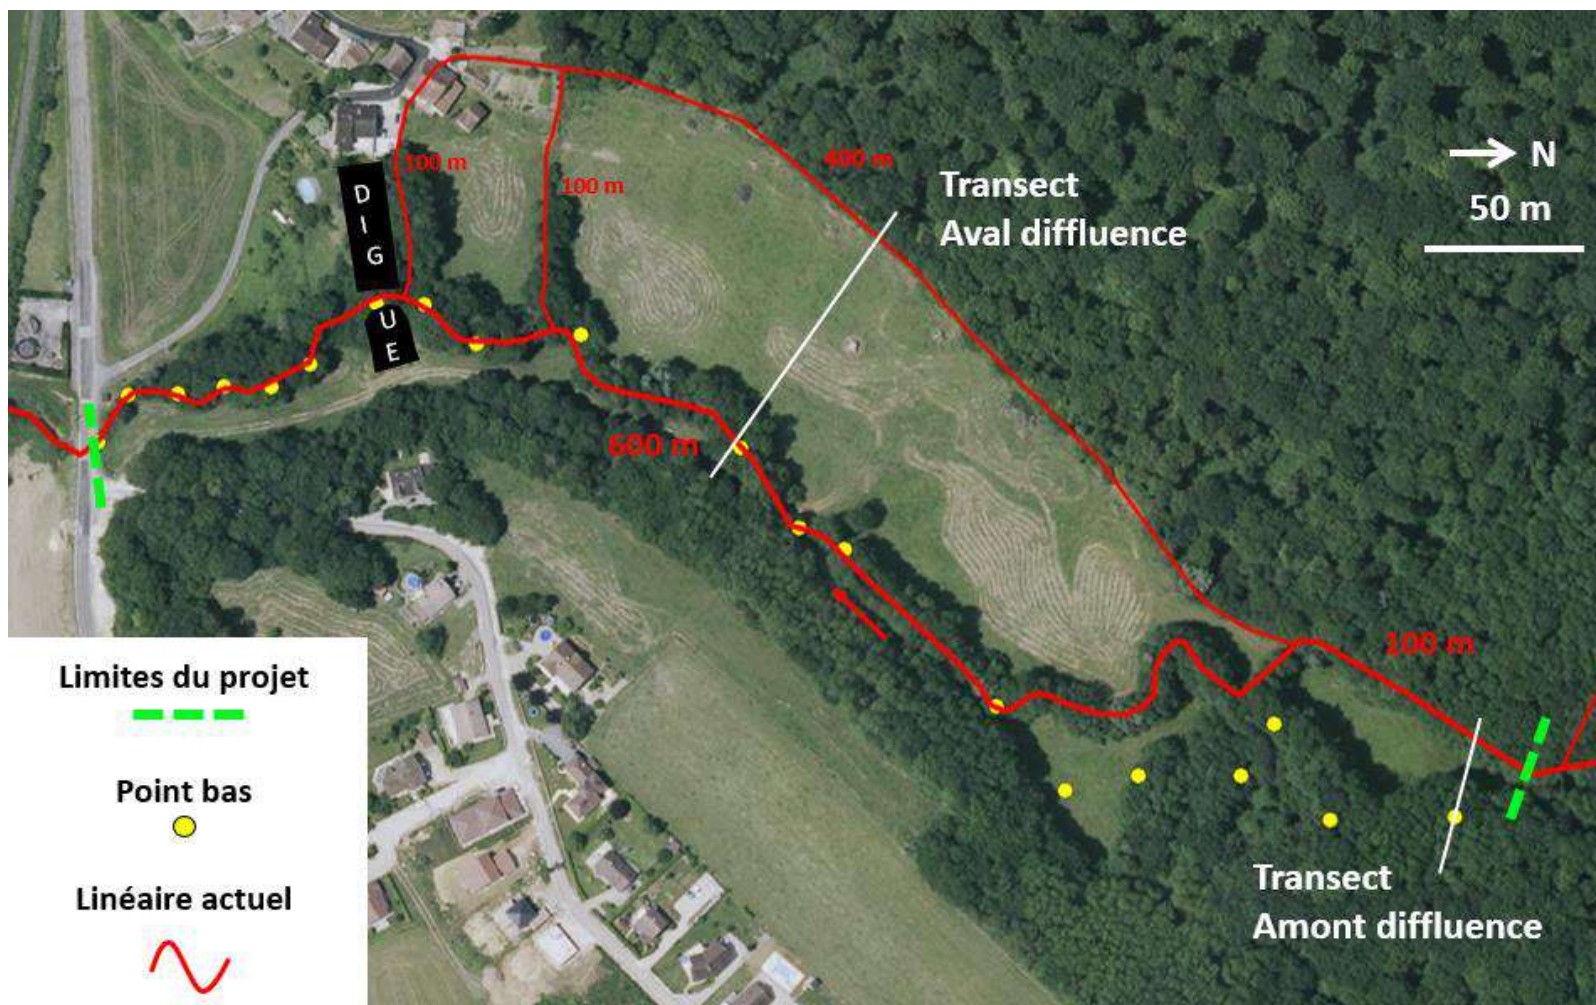 N
50 m
Transect
Aval diffluence
100 m
100 m
400 m
D
I
G
U
E
600 m
100 m
Transect
Amont diffluence
Limites du projet
Point bas
Linéaire actuel